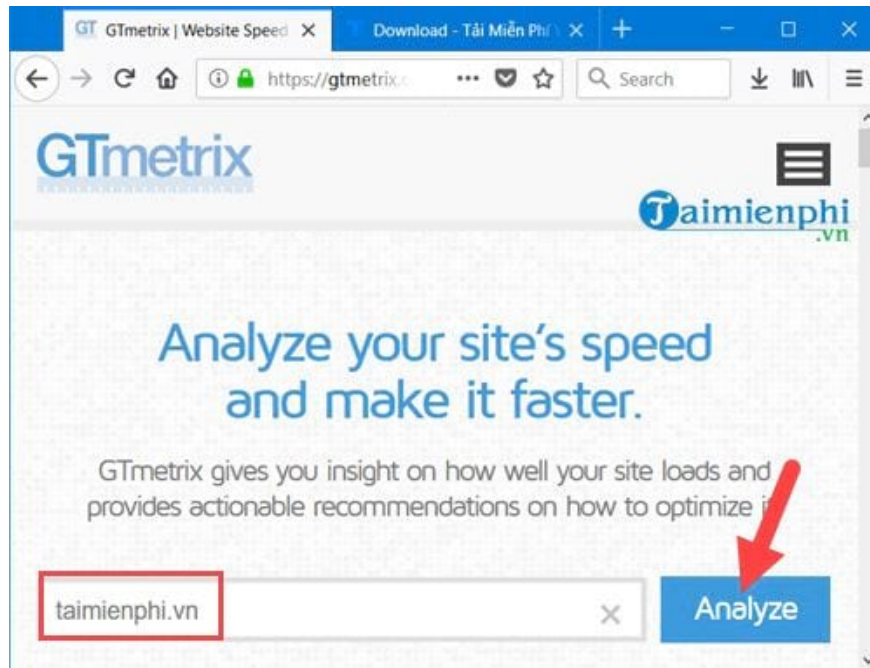 GT GTmetrix | Website Speed
Download - Tải Miễn Phí
https://gtmetrix.c
Search
GTmetrix
Taimienphi
.vn
Analyze your site's speed
and make it faster.
GTmetrix gives you insight on how well your site loads and
provides actionable recommendations on how to optimize
taimienphi.vn
Analyze